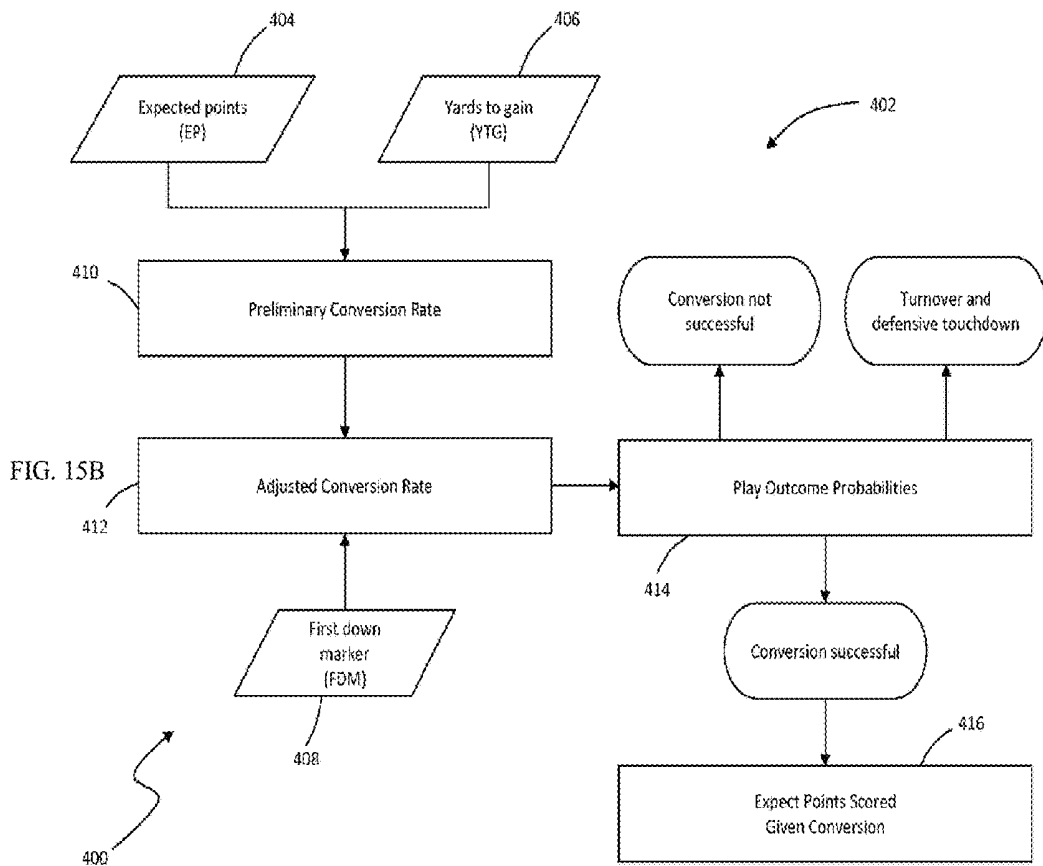 404
406
Expected points
(EP)
Yards to gain
(YTG)
402
410
Preliminary Conversion Rate
Conversion not
successful
Turnover and
defensive touchdown
FIG. 15B
Adjusted Conversion Rate
Play Outcome Probabilities
412
414
First down
marker
(FDM)
Conversion successful
408
416
Expect Points Scored
Given Conversion
400